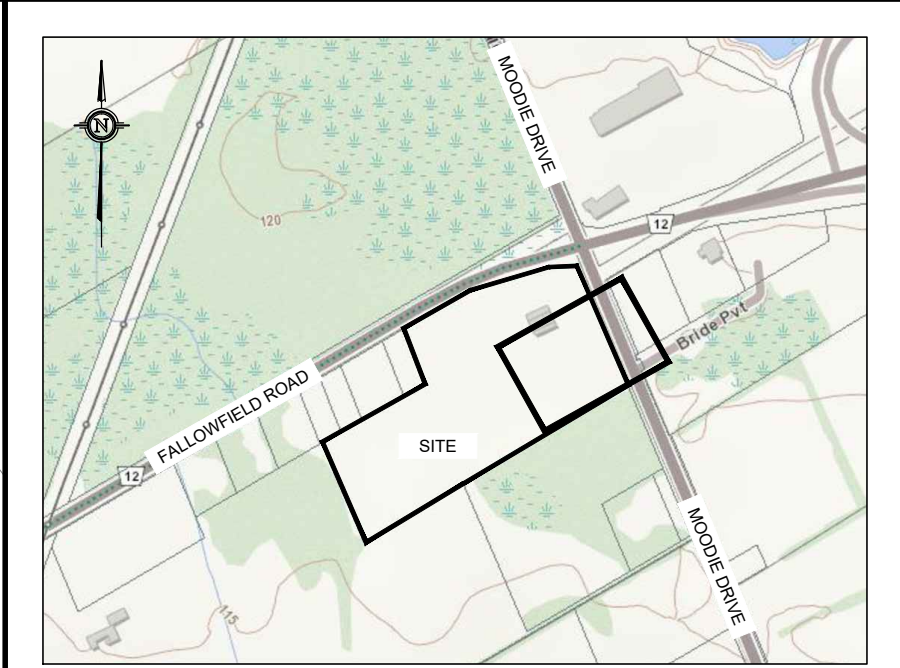 MOODIE DRIVE
N
12
120
Bride Pvt
FALLOWFIELD ROAD
SITE
12
MOODIE DRIVE
115